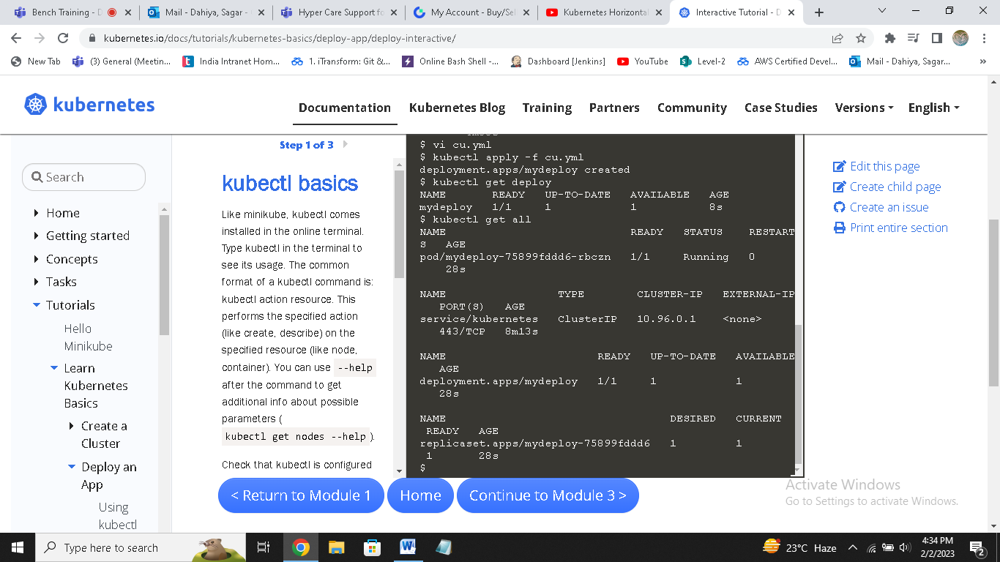 Bench Training - D
Mail - Dahiya, Sagar -
Hyper Care Support fo
My Account - Buy/Sel
Kubernetes Horizontal
Interactive Tutorial - D
kubernetes.io/docs/tutorials/kubernetes-basics/deploy-app/deploy-interactive/
New Tab
(3) General (Meetin...
India Intranet Hom...
1. iTransform: Git &...
Online Bash Shell -...
Dashboard [Jenkins]
YouTube
Level-2
AWS Certified Devel...
Mail - Dahiya, Sagar...
»
kubernetes
Documentation
Kubernetes Blog
Training
Partners
Community
Case Studies
Versions
English
Search
Home
Getting started
Concepts
Tasks
Tutorials
Hello
Minikube
Learn
Kubernetes
Basics
Create a
Cluster
Deploy an
App
Using
kubectl
Step 1 of 3
kubectl basics
Like minikube, kubectl comes
installed in the online terminal.
Type kubectl in the terminal to
see its usage. The common
format of a kubectl command is:
kubectl action resource. This
performs the specified action
(like create, describe) on the
specified resource (like node,
container). You can use --help
after the command to get
additional info about possible
parameters (
kubectl get nodes --help ).
Check that kubectl is configured
$ vi cu.yml
$ kubectl apply -f cu.yml
deployment.apps/mydeploy created
$ kubectl get deploy
NAME READY UP-TO-DATE AVAILABLE AGE
mydeploy 1/1 1 1 8s
$ kubectl get all
NAME READY STATUS RESTART
S AGE
pod/mydeploy-75899fddd6-rbczn 1/1 Running 0
28s
NAME TYPE CLUSTER-IP EXTERNAL-IP
PORT(S) AGE
service/kubernetes ClusterIP 10.96.0.1 <none>
443/TCP 8m13s
NAME READY UP-TO-DATE AVAILABLE
AGE
deployment.apps/mydeploy 1/1 1 1
28s
NAME DESIRED CURRENT
READY AGE
replicaset.apps/mydeploy-75899fddd6 1 1
1 28s
$
Edit this page
Create child page
Create an issue
Print entire section
< Return to Module 1
Home
Continue to Module 3 >
Activate Windows
Go to Settings to activate Windows.
Type here to search
23°C Haze
4:34 PM
2/2/2023
2